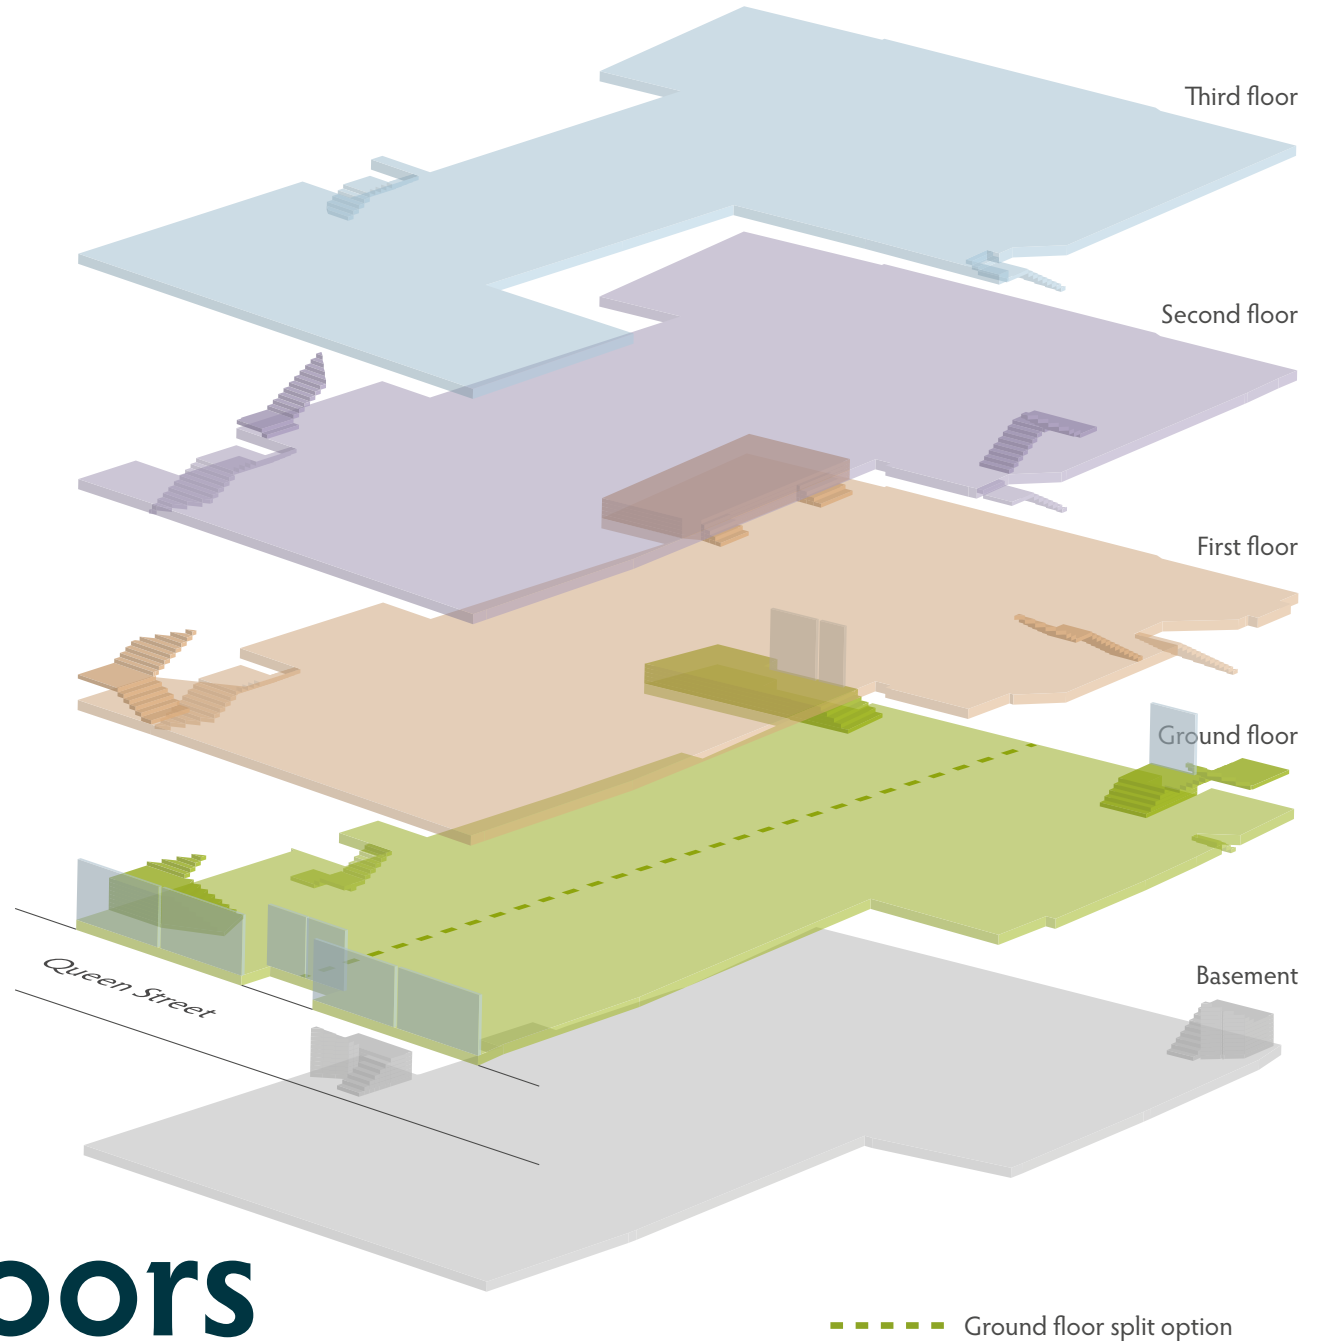 Third floor
Second floor
First floor
Ground floor
Queen Street
Basement
oors
Ground floor split option